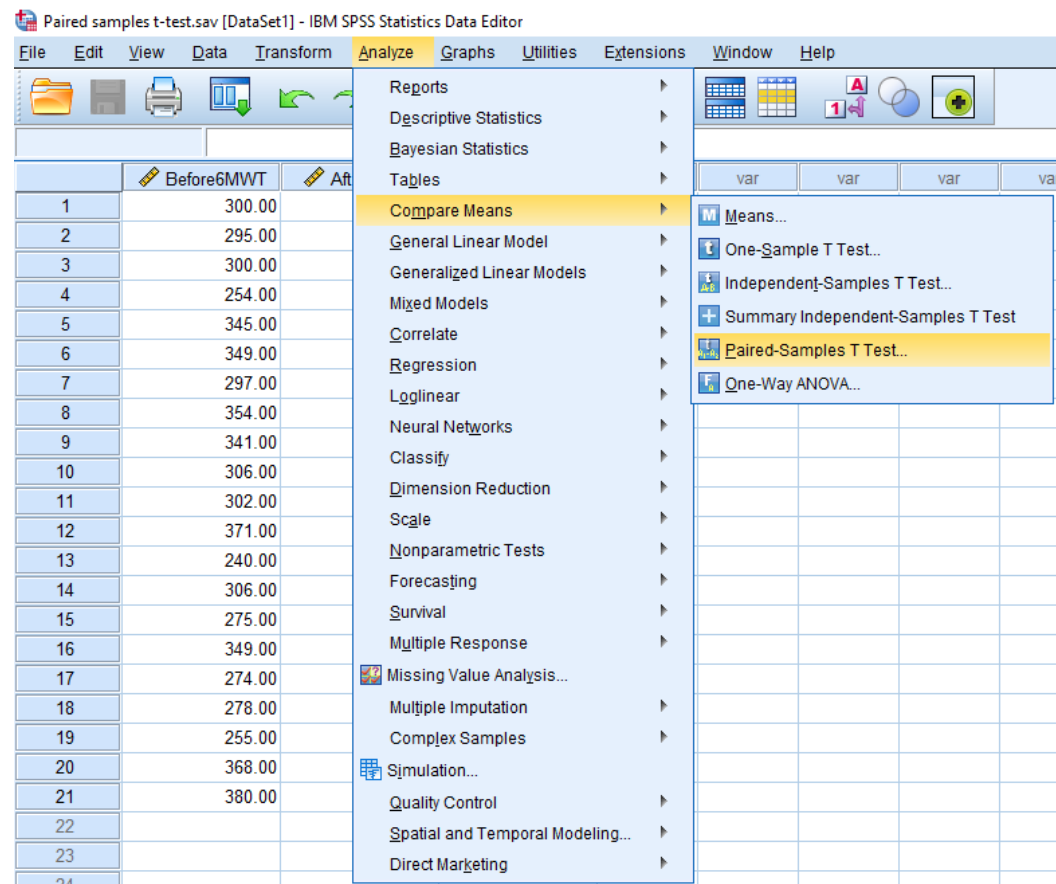 Paired samples t-test.sav [DataSet1] - IBM SPSS Statistics Data Editor
File Edit View Data Transform Analyze Graphs Utilities Extensions Window Help
A
1
Before6MWT Aft var var var va
1 300.00
2 295.00
3 300.00
4 254.00
5 345.00
6 349.00
7 297.00
8 354.00
9 341.00
10 306.00
11 302.00
12 371.00
13 240.00
14 306.00
15 275.00
16 349.00
17 274.00
18 278.00
19 255.00
20 368.00
21 380.00
22
23
24
Reports
Descriptive Statistics
Bayesian Statistics
Tables
Compare Means
General Linear Model
Generalized Linear Models
Mixed Models
Correlate
Regression
Loglinear
Neural Networks
Classify
Dimension Reduction
Scale
Nonparametric Tests
Forecasting
Survival
Multiple Response
Missing Value Analysis...
Multiple Imputation
Complex Samples
Simulation...
Quality Control
Spatial and Temporal Modeling...
Direct Marketing
M Means...
t One-Sample T Test...
Independent-Samples T Test...
Summary Independent-Samples T Test
Paired-Samples T Test...
One-Way ANOVA...